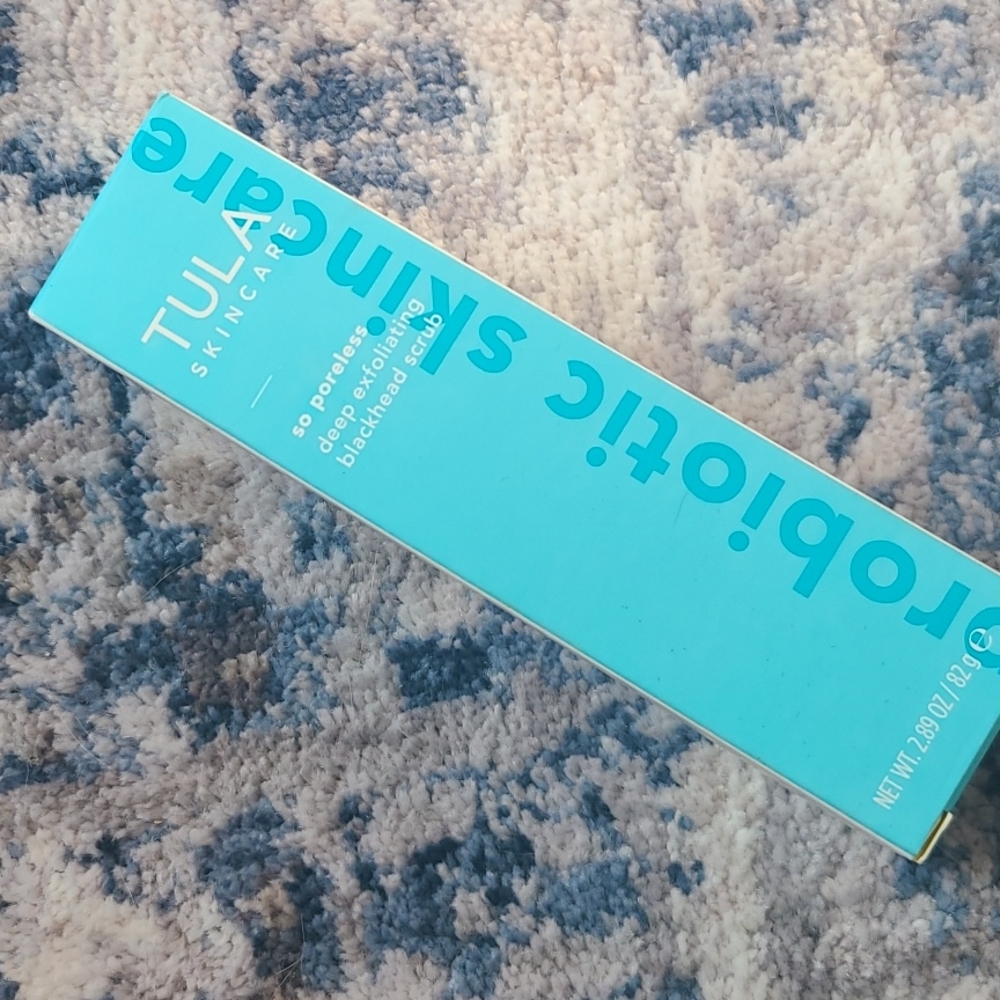 TULA
SKINCARE
so poreless
deep exfoliating
blackhead scrub
NET WT. 2.89 OZ / 82 g ℮
probiotic skincare